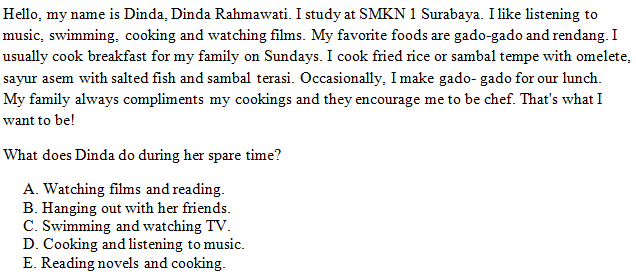 Hello, my name is Dinda, Dinda Rahmawati. I study at SMKN 1 Surabaya. I like listening to
music, swimming, cooking and watching films. My favorite foods are gado-gado and rendang. I
usually cook breakfast for my family on Sundays. I cook fried rice or sambal tempe with omelete,
sayur asem with salted fish and sambal terasi. Occasionally, I make gado- gado for our lunch.
My family always compliments my cookings and they encourage me to be chef. That's what I
want to be!
What does Dinda do during her spare time?
A. Watching films and reading.
B. Hanging out with her friends.
C. Swimming and watching TV.
D. Cooking and listening to music.
E. Reading novels and cooking.